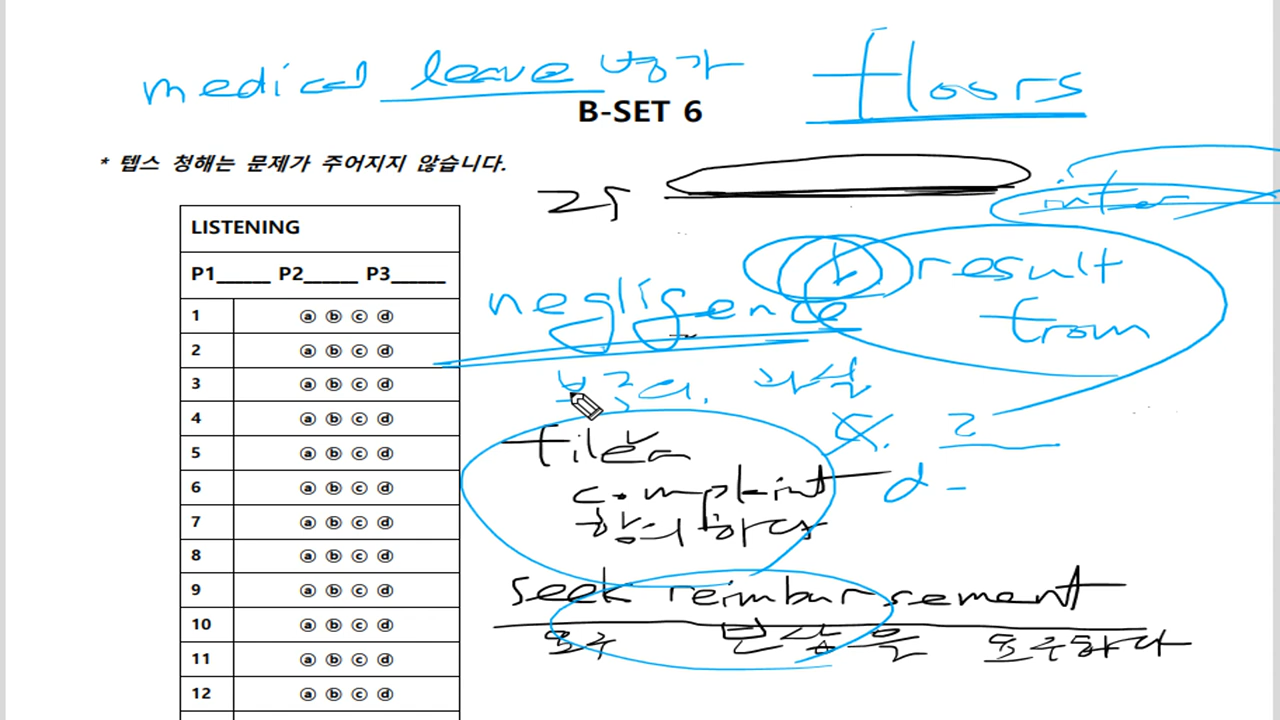 medical leave 병가
floors
B-SET 6
* 텝스 청해는 문제가 주어지지 않습니다.
25
inter
LISTENING
P1_____ P2_____ P3_____
b result
from
negligence
부주의. 과실
1 ⓐ ⓑ ⓒ ⓓ
2 ⓐ ⓑ ⓒ ⓓ
3 ⓐ ⓑ ⓒ ⓓ
4 ⓐ ⓑ ⓒ ⓓ
5 ⓐ ⓑ ⓒ ⓓ
6 ⓐ ⓑ ⓒ ⓓ
7 ⓐ ⓑ ⓒ ⓓ
8 ⓐ ⓑ ⓒ ⓓ
9 ⓐ ⓑ ⓒ ⓓ
10 ⓐ ⓑ ⓒ ⓓ
11 ⓐ ⓑ ⓒ ⓓ
12 ⓐ ⓑ ⓒ ⓓ
file a
complaint
항의하다
d -
seek reimbursement
변상을 요구하다